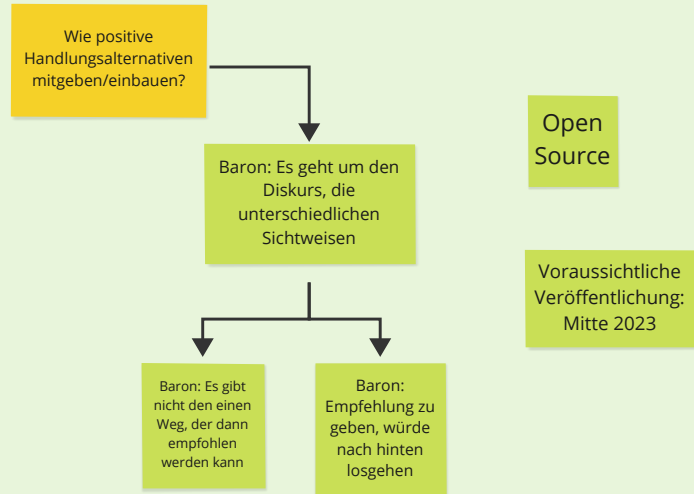 Wie positive
Handlungsalternativen
mitgeben/einbauen?
Baron: Es geht um den
Diskurs, die
unterschiedlichen
Sichtweisen
Baron: Es gibt
nicht den einen
Weg, der dann
empfohlen
werden kann
Baron:
Empfehlung zu
geben, würde
nach hinten
losgehen
Open
Source
Voraussichtliche
Veröffentlichung:
Mitte 2023